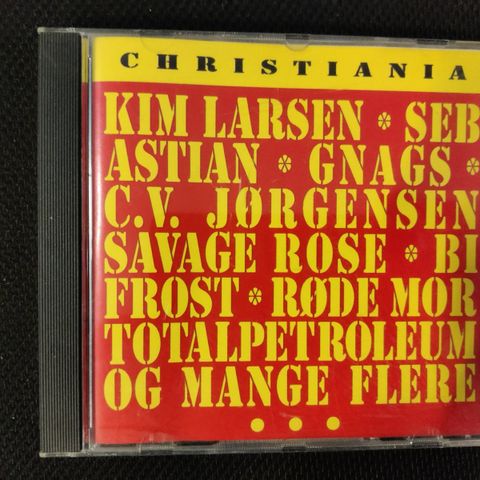 CHRISTIANIA
KIM LARSEN * SEB
ASTIAN * GNAGS *
C.V. JØRGENSEN
SAVAGE ROSE * BI
FROST * RØDE MOR
TOTALPETROLEUM
OG MANGE FLERE
• • •